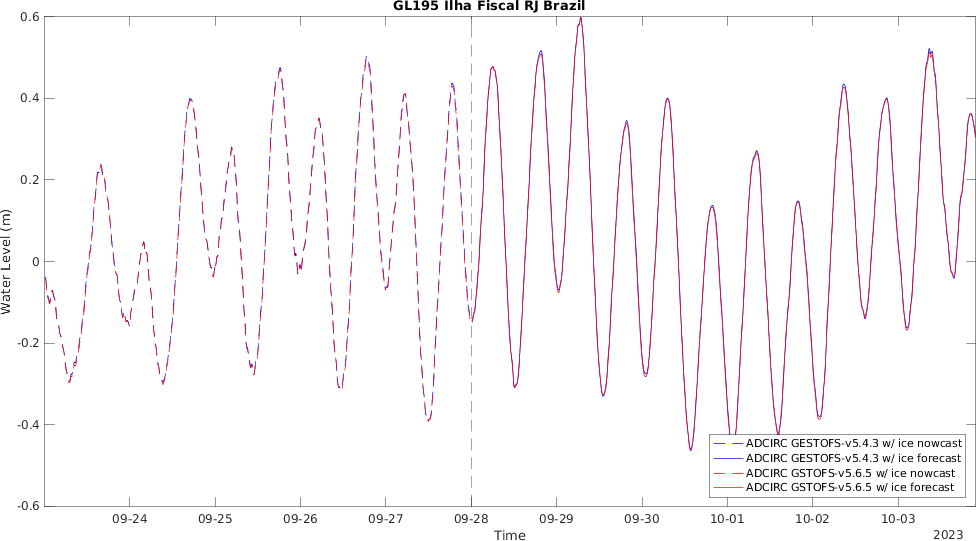 GL195 Ilha Fiscal RJ Brazil
0.6
0.4
0.2
0
-0.2
-0.4
-0.6
Water Level (m)
ADCIRC GESTOFS-v5.4.3 w/ ice nowcast
ADCIRC GESTOFS-v5.4.3 w/ ice forecast
ADCIRC GSTOFS-v5.6.5 w/ ice nowcast
ADCIRC GSTOFS-v5.6.5 w/ ice forecast
09-24 09-25 09-26 09-27 09-28 09-29 09-30 10-01 10-02 10-03
Time
2023